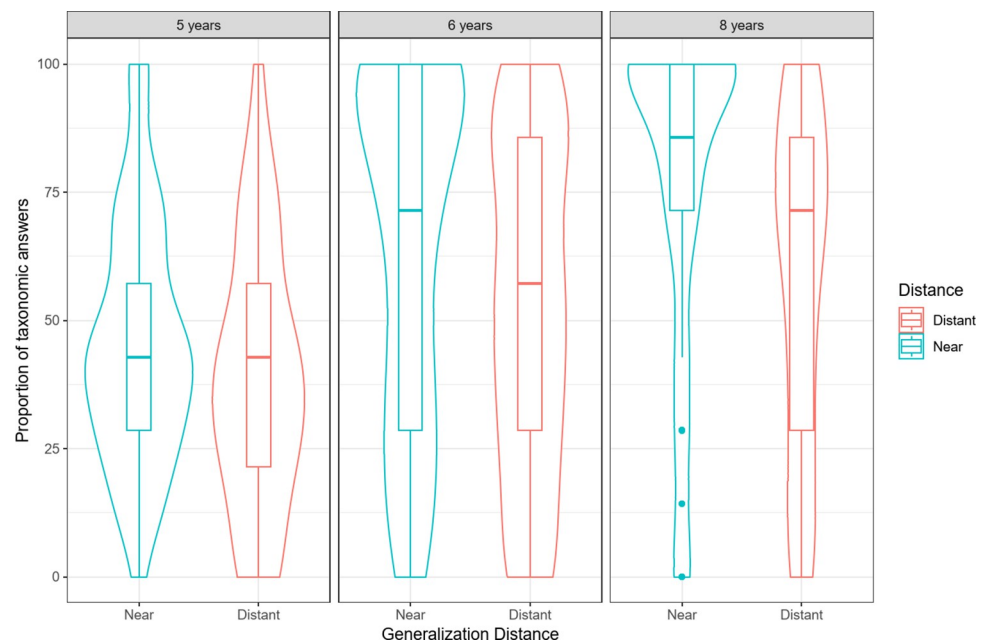 5 years
6 years
8 years
Proportion of taxonomic answers
100
75
50
25
0
Near
Distant
Near
Distant
Near
Distant
Generalization Distance
Distance
Distant
Near